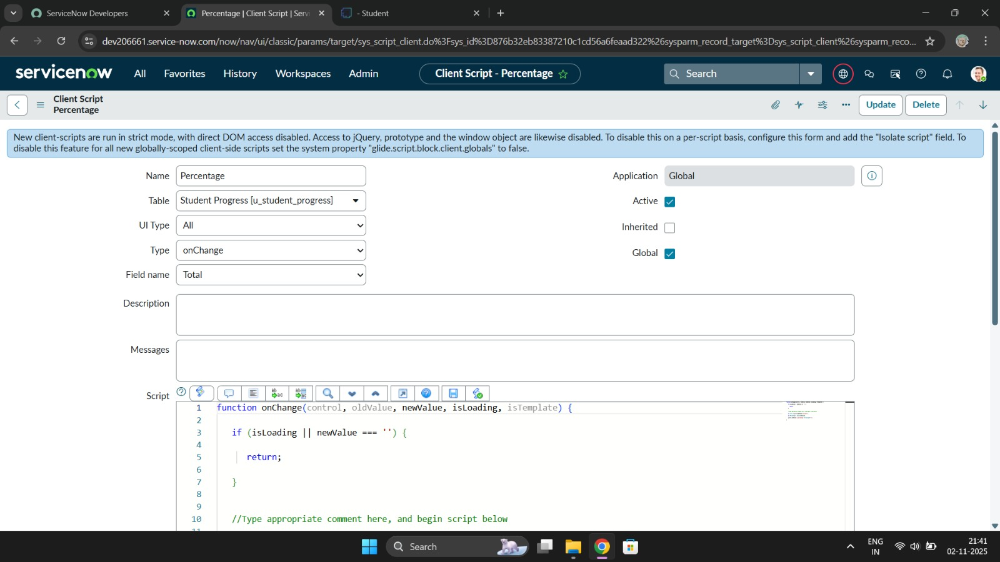 ServiceNow Developers
Percentage | Client Script | Servi
- Student
dev206661.service-now.com/now/nav/ui/classic/params/target/sys_script_client.do%3Fsys_id%3D876b32eb83387210c1cd56a6feaad322%26sysparm_record_target%3Dsys_script_client%26sysparm_reco...
servicenow
All
Favorites
History
Workspaces
Admin
Client Script - Percentage
Search
Client Script
Percentage
Update
Delete
New client-scripts are run in strict mode, with direct DOM access disabled. Access to jQuery, prototype and the window object are likewise disabled. To disable this on a per-script basis, configure this form and add the "Isolate script" field. To
disable this feature for all new globally-scoped client-side scripts set the system property "glide.script.block.client.globals" to false.
Name Percentage
Application Global
Table Student Progress [u_student_progress]
Active
UI Type All
Inherited
Type onChange
Global
Field name Total
Description
Messages
Script
1 function onChange(control, oldValue, newValue, isLoading, isTemplate) {
2
3 if (isLoading || newValue === '') {
4
5 return;
6
7 }
8
9
10 //Type appropriate comment here, and begin script below
Search
ENG
IN
21:41
02-11-2025